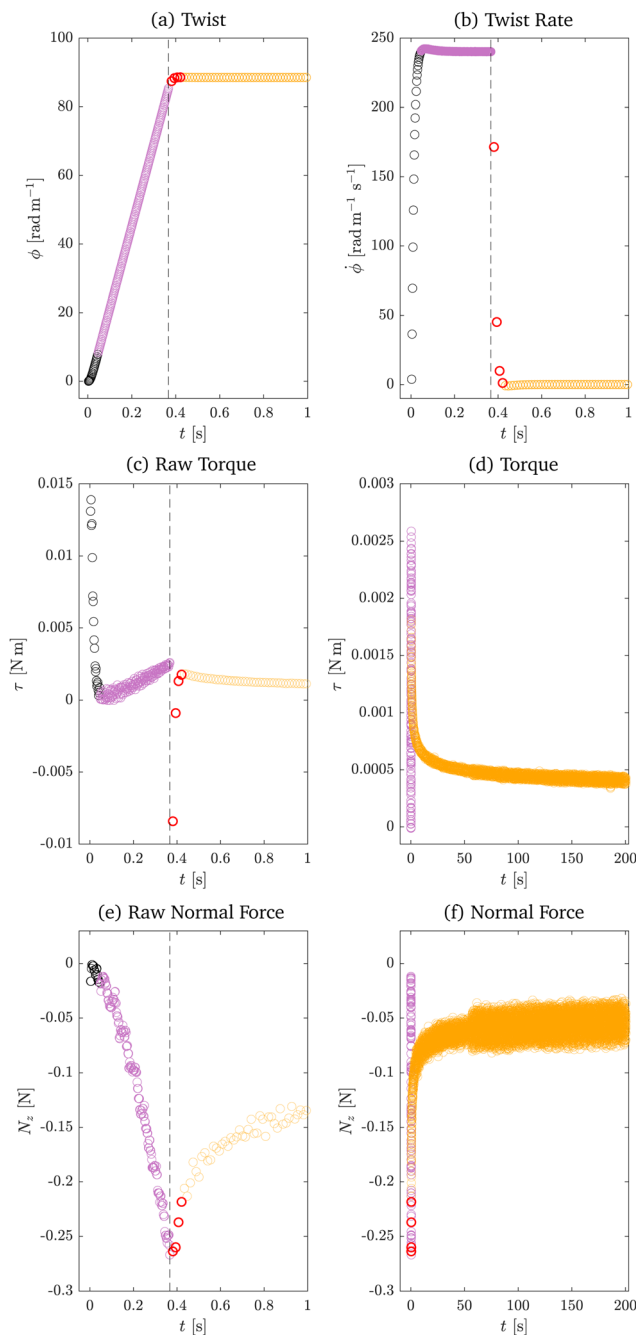 (a) Twist
(b) Twist Rate
100
80
60
40
20
0
ϕ [rad m⁻¹]
0 0.2 0.4 0.6 0.8 1
t [s]
250
200
150
100
50
0
ϕ̇ [rad m⁻¹ s⁻¹]
0 0.2 0.4 0.6 0.8 1
t [s]
(c) Raw Torque
(d) Torque
0.015
0.01
0.005
0
-0.005
-0.01
τ [N m]
0 0.2 0.4 0.6 0.8 1
t [s]
0.003
0.0025
0.002
0.0015
0.001
0.0005
0
τ [N m]
0 50 100 150 200
t [s]
(e) Raw Normal Force
(f) Normal Force
0
-0.05
-0.1
-0.15
-0.2
-0.25
-0.3
N_z [N]
0 0.2 0.4 0.6 0.8 1
t [s]
0
-0.05
-0.1
-0.15
-0.2
-0.25
-0.3
N_z [N]
0 50 100 150 200
t [s]